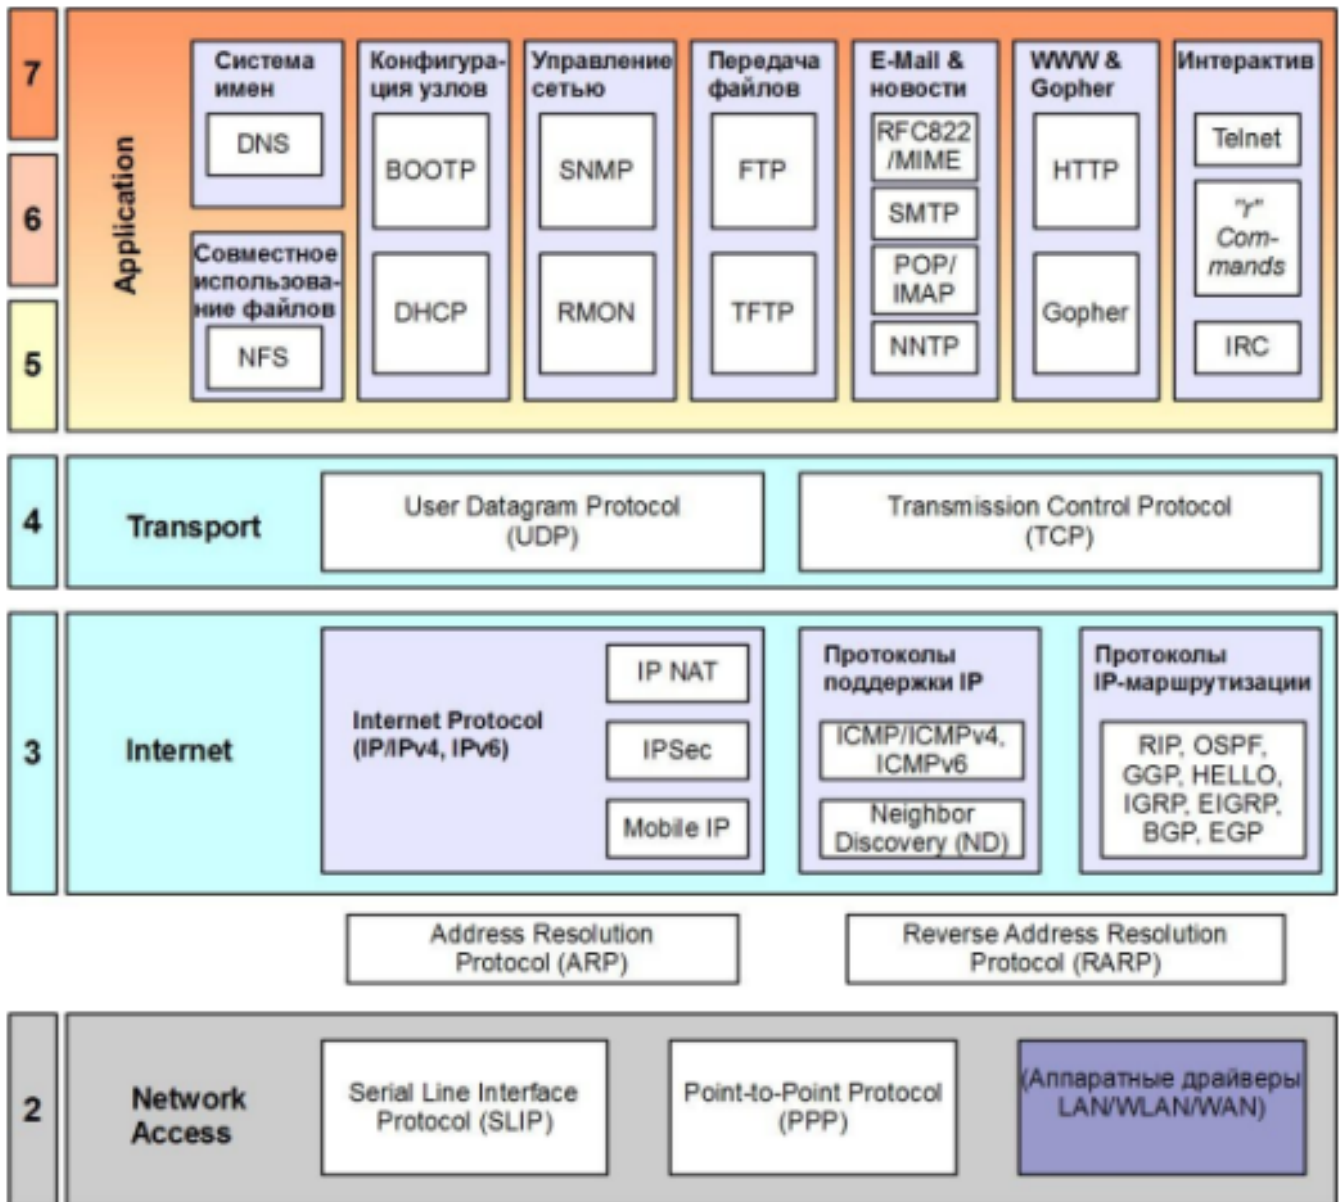 7
6
5
Application
Система
имен
DNS
Совместное
использова-
ние файлов
NFS
Конфигура-
ция узлов
BOOTP
DHCP
Управление
сетью
SNMP
RMON
Передача
файлов
FTP
TFTP
E-Mail &
новости
RFC822
/MIME
SMTP
POP/
IMAP
NNTP
WWW &
Gopher
HTTP
Gopher
Интерактив
Telnet
"r"
Com-
mands
IRC
4
Transport
User Datagram Protocol
(UDP)
Transmission Control Protocol
(TCP)
3
Internet
Internet Protocol
(IP/IPv4, IPv6)
IP NAT
IPSec
Mobile IP
Протоколы
поддержки IP
ICMP/ICMPv4,
ICMPv6
Neighbor
Discovery (ND)
Протоколы
IP-маршрутизации
RIP, OSPF,
GGP, HELLO,
IGRP, EIGRP,
BGP, EGP
Address Resolution
Protocol (ARP)
Reverse Address Resolution
Protocol (RARP)
2
Network
Access
Serial Line Interface
Protocol (SLIP)
Point-to-Point Protocol
(PPP)
(Аппаратные драйверы
LAN/WLAN/WAN)